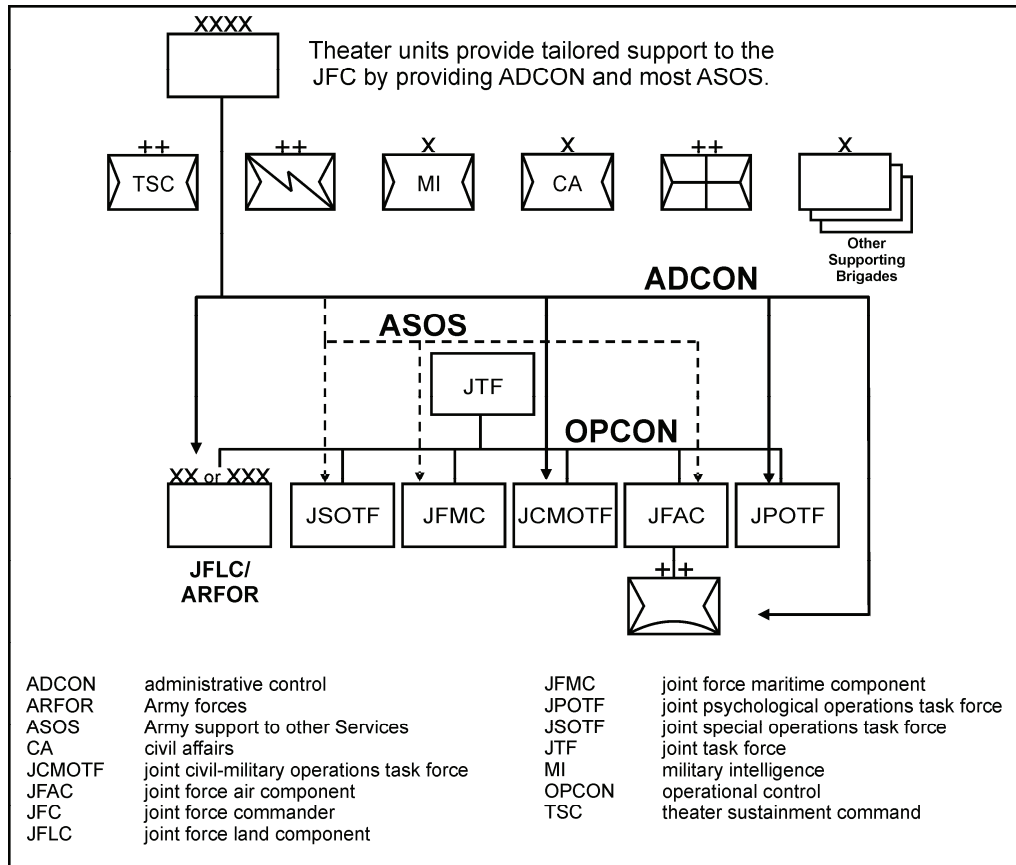 XXXX
Theater units provide tailored support to the
JFC by providing ADCON and most ASOS.
++ ++ X X ++ X
TSC MI CA
Other
Supporting
Brigades
ADCON
ASOS
JTF
OPCON
XX or XXX
JSOTF JFMC JCMOTF JFAC JPOTF
JFLC/
ARFOR
++
ADCON administrative control
ARFOR Army forces
ASOS Army support to other Services
CA civil affairs
JCMOTF joint civil-military operations task force
JFAC joint force air component
JFC joint force commander
JFLC joint force land component
JFMC joint force maritime component
JPOTF joint psychological operations task force
JSOTF joint special operations task force
JTF joint task force
MI military intelligence
OPCON operational control
TSC theater sustainment command